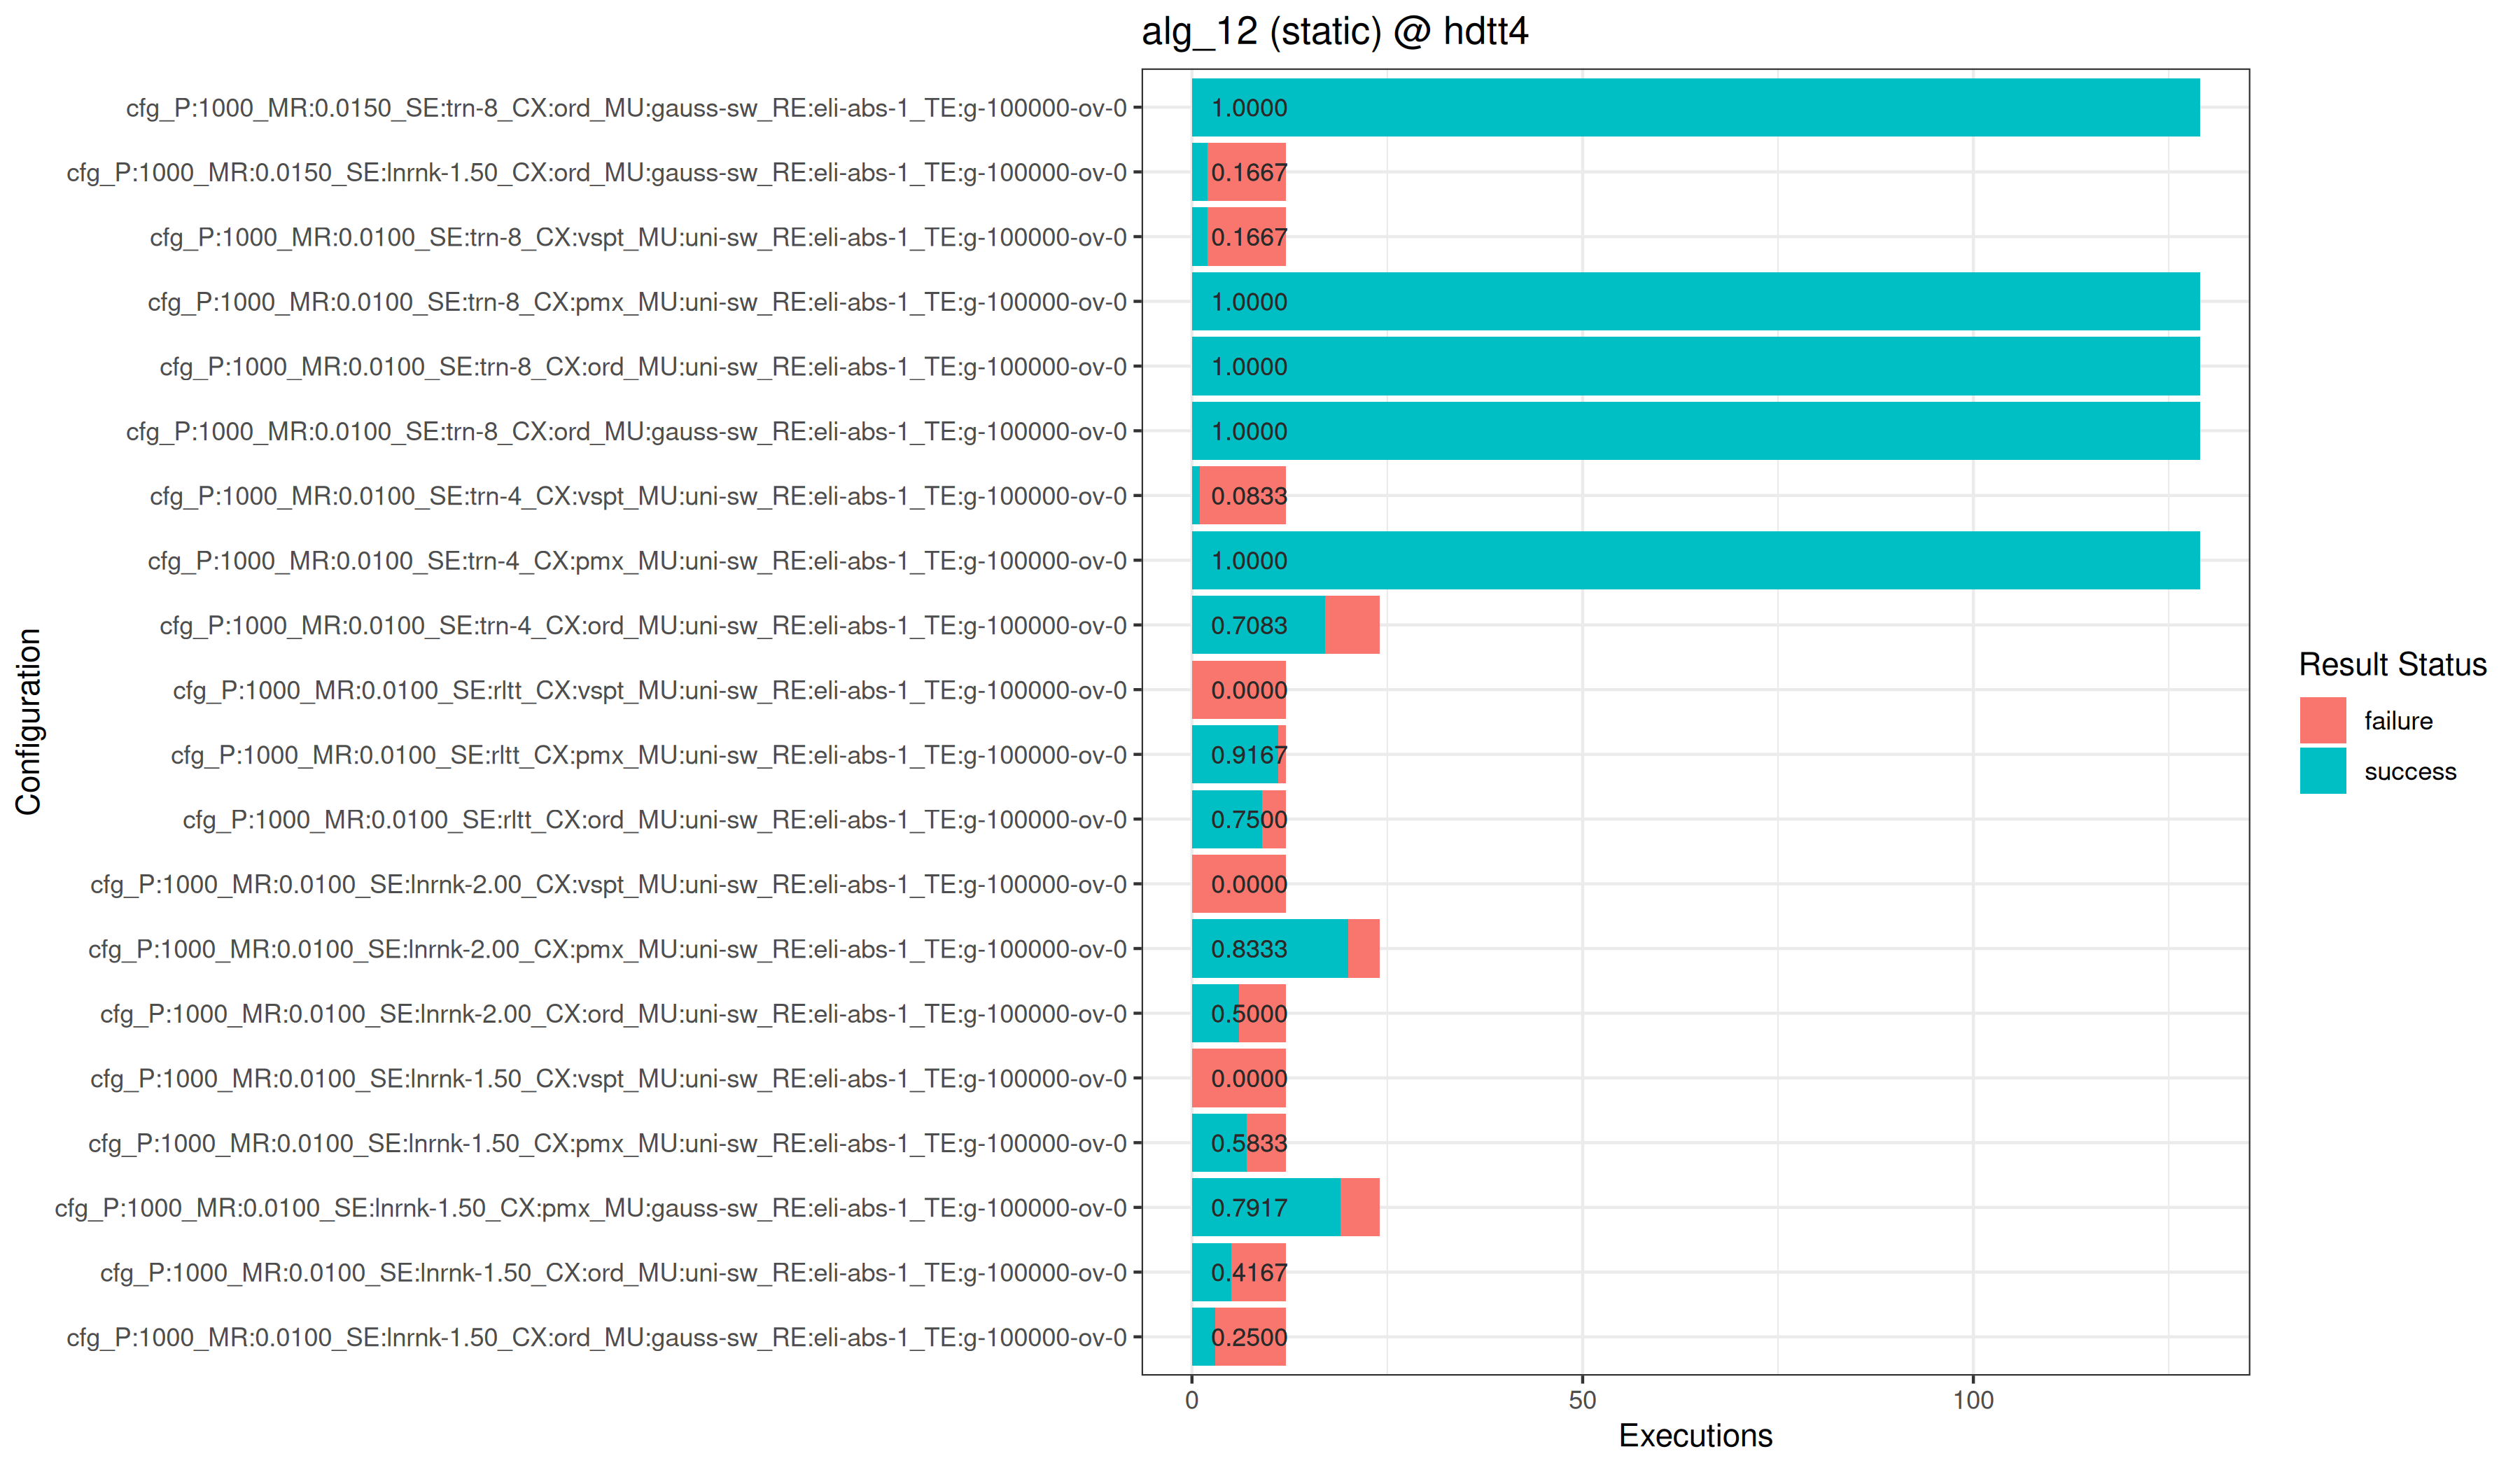 alg_12 (static) @ hdtt4
cfg_P:1000_MR:0.0150_SE:trn-8_CX:ord_MU:gauss-sw_RE:eli-abs-1_TE:g-100000-ov-0 1.0000
cfg_P:1000_MR:0.0150_SE:lnrnk-1.50_CX:ord_MU:gauss-sw_RE:eli-abs-1_TE:g-100000-ov-0 0.1667
cfg_P:1000_MR:0.0100_SE:trn-8_CX:vspt_MU:uni-sw_RE:eli-abs-1_TE:g-100000-ov-0 0.1667
cfg_P:1000_MR:0.0100_SE:trn-8_CX:pmx_MU:uni-sw_RE:eli-abs-1_TE:g-100000-ov-0 1.0000
cfg_P:1000_MR:0.0100_SE:trn-8_CX:ord_MU:uni-sw_RE:eli-abs-1_TE:g-100000-ov-0 1.0000
cfg_P:1000_MR:0.0100_SE:trn-8_CX:ord_MU:gauss-sw_RE:eli-abs-1_TE:g-100000-ov-0 1.0000
cfg_P:1000_MR:0.0100_SE:trn-4_CX:vspt_MU:uni-sw_RE:eli-abs-1_TE:g-100000-ov-0 0.0833
cfg_P:1000_MR:0.0100_SE:trn-4_CX:pmx_MU:uni-sw_RE:eli-abs-1_TE:g-100000-ov-0 1.0000
cfg_P:1000_MR:0.0100_SE:trn-4_CX:ord_MU:uni-sw_RE:eli-abs-1_TE:g-100000-ov-0 0.7083
cfg_P:1000_MR:0.0100_SE:rltt_CX:vspt_MU:uni-sw_RE:eli-abs-1_TE:g-100000-ov-0 0.0000
cfg_P:1000_MR:0.0100_SE:rltt_CX:pmx_MU:uni-sw_RE:eli-abs-1_TE:g-100000-ov-0 0.9167
cfg_P:1000_MR:0.0100_SE:rltt_CX:ord_MU:uni-sw_RE:eli-abs-1_TE:g-100000-ov-0 0.7500
cfg_P:1000_MR:0.0100_SE:lnrnk-2.00_CX:vspt_MU:uni-sw_RE:eli-abs-1_TE:g-100000-ov-0 0.0000
cfg_P:1000_MR:0.0100_SE:lnrnk-2.00_CX:pmx_MU:uni-sw_RE:eli-abs-1_TE:g-100000-ov-0 0.8333
cfg_P:1000_MR:0.0100_SE:lnrnk-2.00_CX:ord_MU:uni-sw_RE:eli-abs-1_TE:g-100000-ov-0 0.5000
cfg_P:1000_MR:0.0100_SE:lnrnk-1.50_CX:vspt_MU:uni-sw_RE:eli-abs-1_TE:g-100000-ov-0 0.0000
cfg_P:1000_MR:0.0100_SE:lnrnk-1.50_CX:pmx_MU:uni-sw_RE:eli-abs-1_TE:g-100000-ov-0 0.5833
cfg_P:1000_MR:0.0100_SE:lnrnk-1.50_CX:pmx_MU:gauss-sw_RE:eli-abs-1_TE:g-100000-ov-0 0.7917
cfg_P:1000_MR:0.0100_SE:lnrnk-1.50_CX:ord_MU:uni-sw_RE:eli-abs-1_TE:g-100000-ov-0 0.4167
cfg_P:1000_MR:0.0100_SE:lnrnk-1.50_CX:ord_MU:gauss-sw_RE:eli-abs-1_TE:g-100000-ov-0 0.2500
0 50 100
Executions
Configuration
Result Status
failure
success